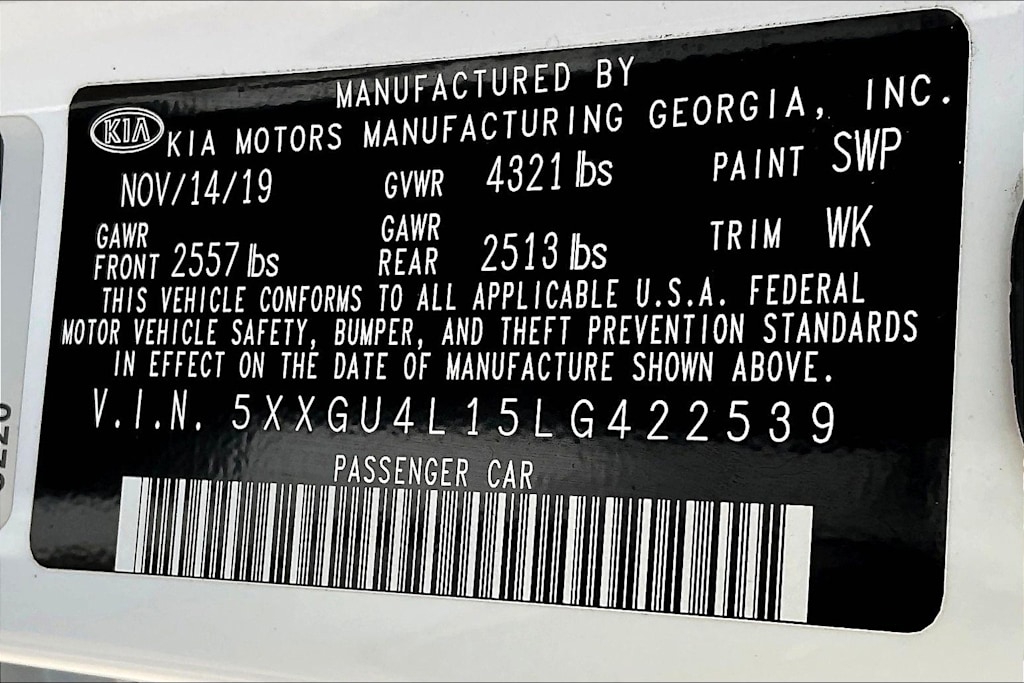 MANUFACTURED BY
KIA KIA MOTORS MANUFACTURING GEORGIA, INC.
NOV/14/19 GVWR 4321 lbs PAINT SWP
GAWR FRONT 2557 lbs GAWR REAR 2513 lbs TRIM WK
THIS VEHICLE CONFORMS TO ALL APPLICABLE U.S.A. FEDERAL
MOTOR VEHICLE SAFETY, BUMPER, AND THEFT PREVENTION STANDARDS
IN EFFECT ON THE DATE OF MANUFACTURE SHOWN ABOVE.
V.I.N. 5XXGU4L15LG422539
PASSENGER CAR